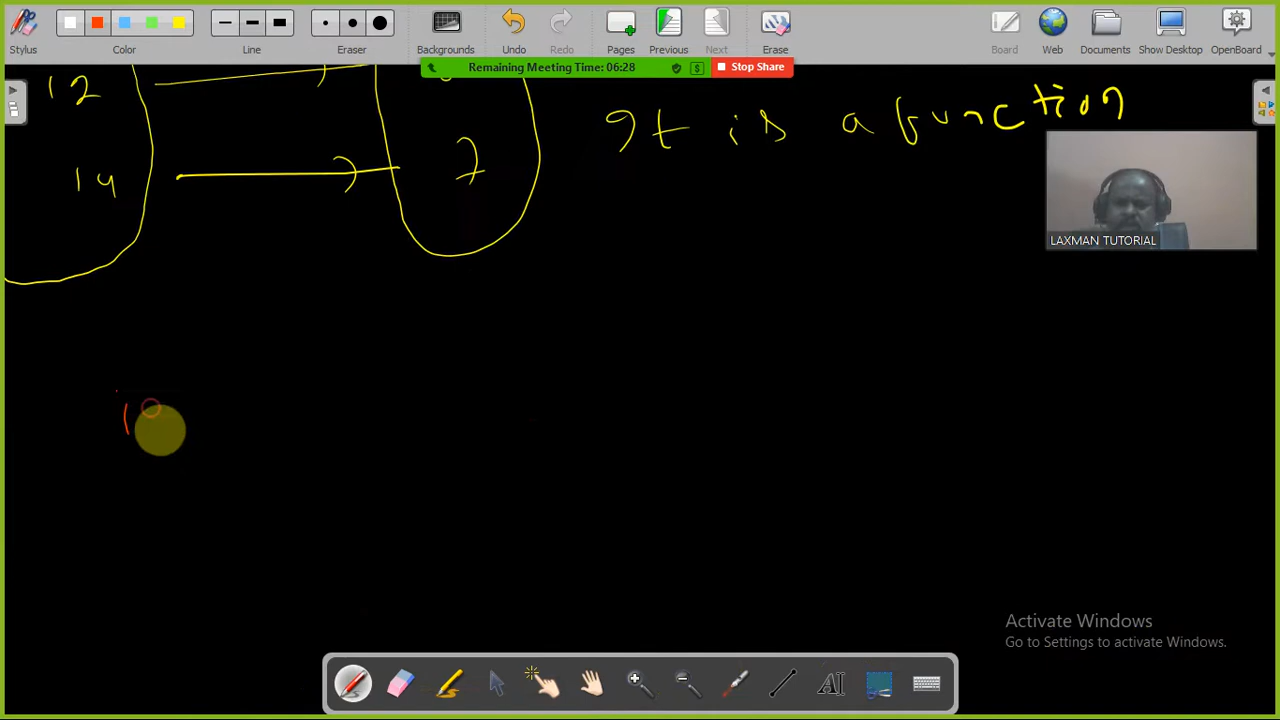 Stylus
Color
Line
Eraser
Backgrounds
Undo
Redo
Pages
Previous
Next
Erase
Board
Web
Documents
Show Desktop
OpenBoard
Remaining Meeting Time: 06:28
Stop Share
12
14
7
It is a function
LAXMAN TUTORIAL
Activate Windows
Go to Settings to activate Windows.